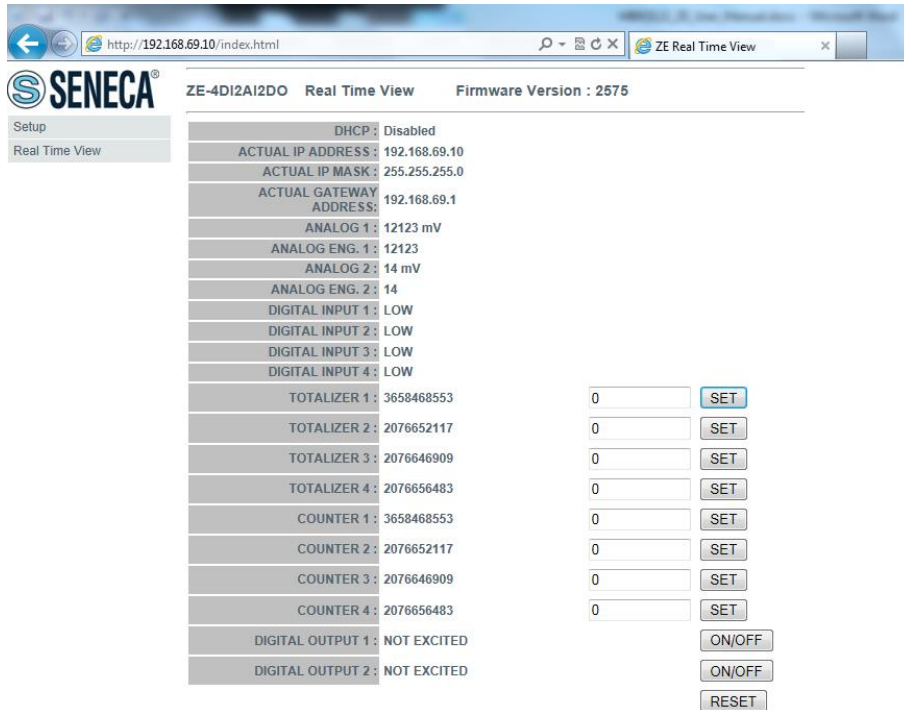 http://192.168.69.10/index.html
ZE Real Time View
SENECA®
ZE-4DI2AI2DO Real Time View Firmware Version : 2575
Setup
Real Time View
DHCP : Disabled
ACTUAL IP ADDRESS : 192.168.69.10
ACTUAL IP MASK : 255.255.255.0
ACTUAL GATEWAY
ADDRESS: 192.168.69.1
ANALOG 1 : 12123 mV
ANALOG ENG. 1 : 12123
ANALOG 2 : 14 mV
ANALOG ENG. 2 : 14
DIGITAL INPUT 1 : LOW
DIGITAL INPUT 2 : LOW
DIGITAL INPUT 3 : LOW
DIGITAL INPUT 4 : LOW
TOTALIZER 1 : 3658468553 0 SET
TOTALIZER 2 : 2076652117 0 SET
TOTALIZER 3 : 2076646909 0 SET
TOTALIZER 4 : 2076656483 0 SET
COUNTER 1 : 3658468553 0 SET
COUNTER 2 : 2076652117 0 SET
COUNTER 3 : 2076646909 0 SET
COUNTER 4 : 2076656483 0 SET
DIGITAL OUTPUT 1 : NOT EXCITED ON/OFF
DIGITAL OUTPUT 2 : NOT EXCITED ON/OFF
RESET